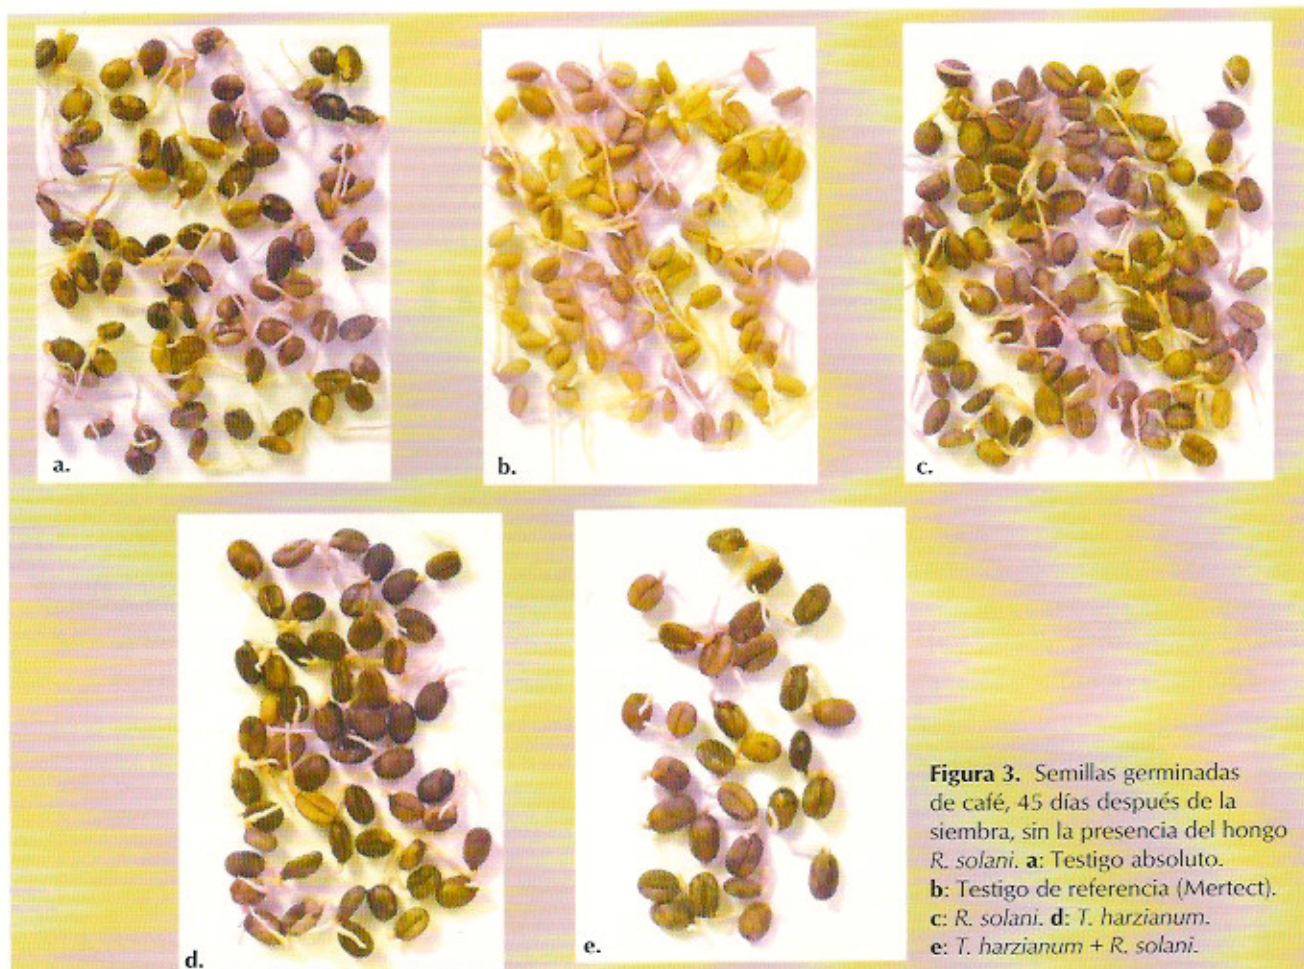 a.
b.
c.
d.
e.
Figura 3. Semillas germinadas
de café, 45 días después de la
siembra, sin la presencia del hongo
R. solani. a: Testigo absoluto.
b: Testigo de referencia (Mertect).
c: R. solani. d: T. harzianum.
e: T. harzianum + R. solani.